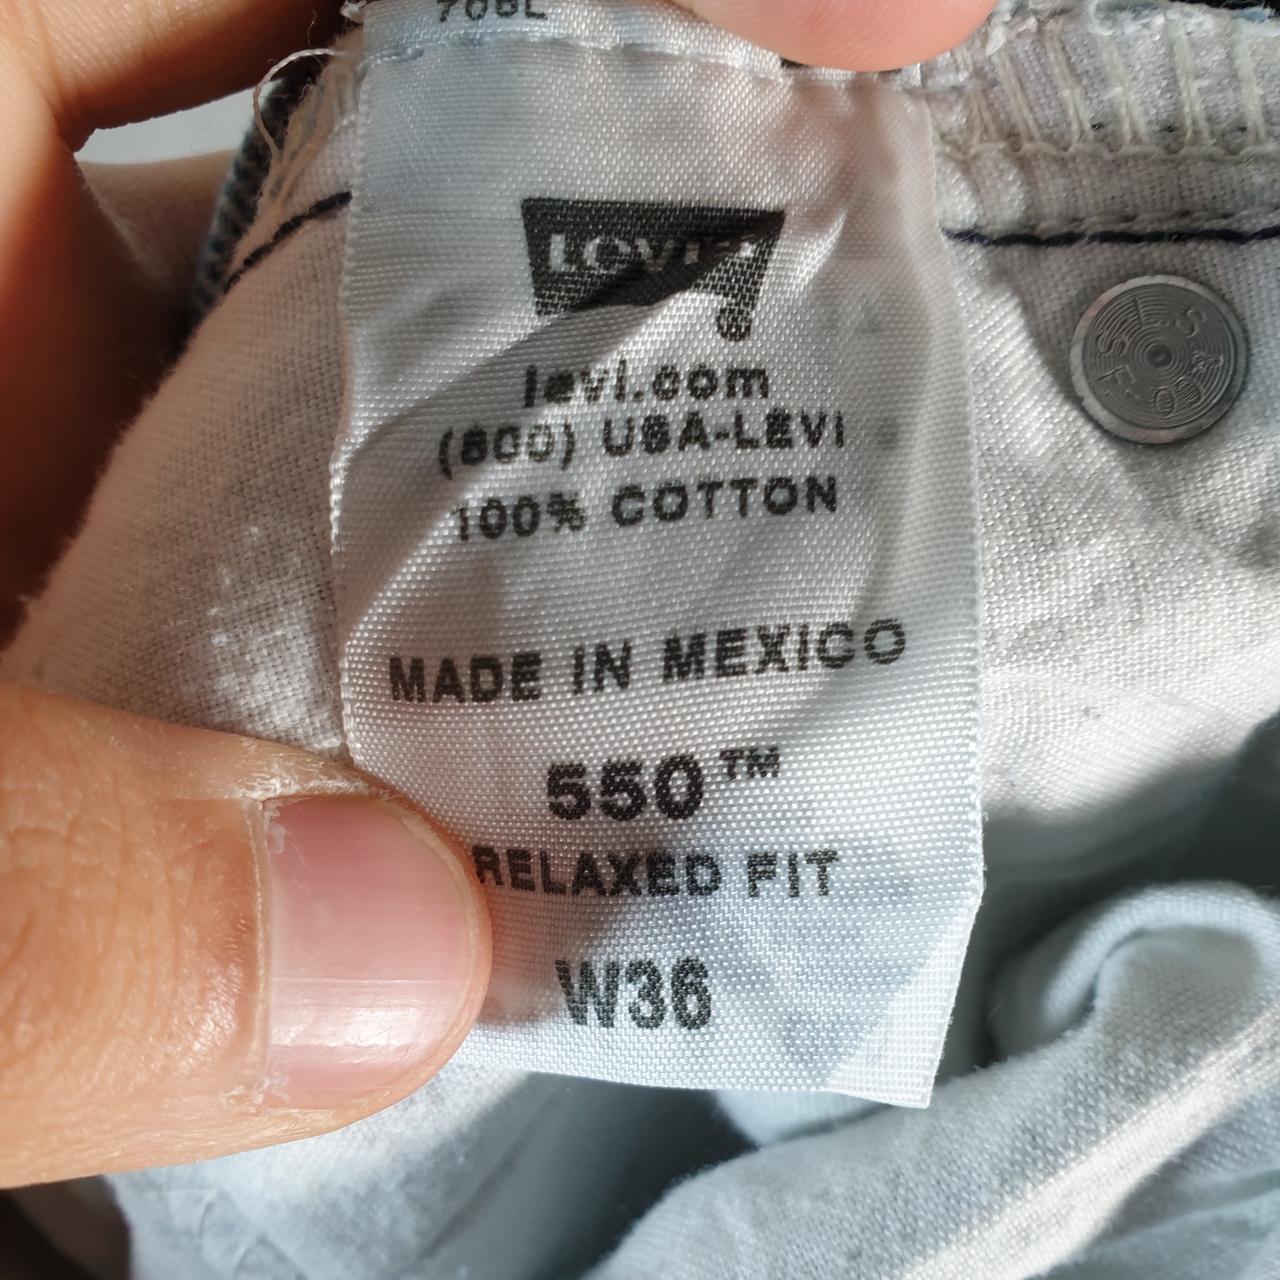 LEVI'S
®
levi.com
(800) USA-LEVI
100% COTTON
MADE IN MEXICO
550™
RELAXED FIT
W36